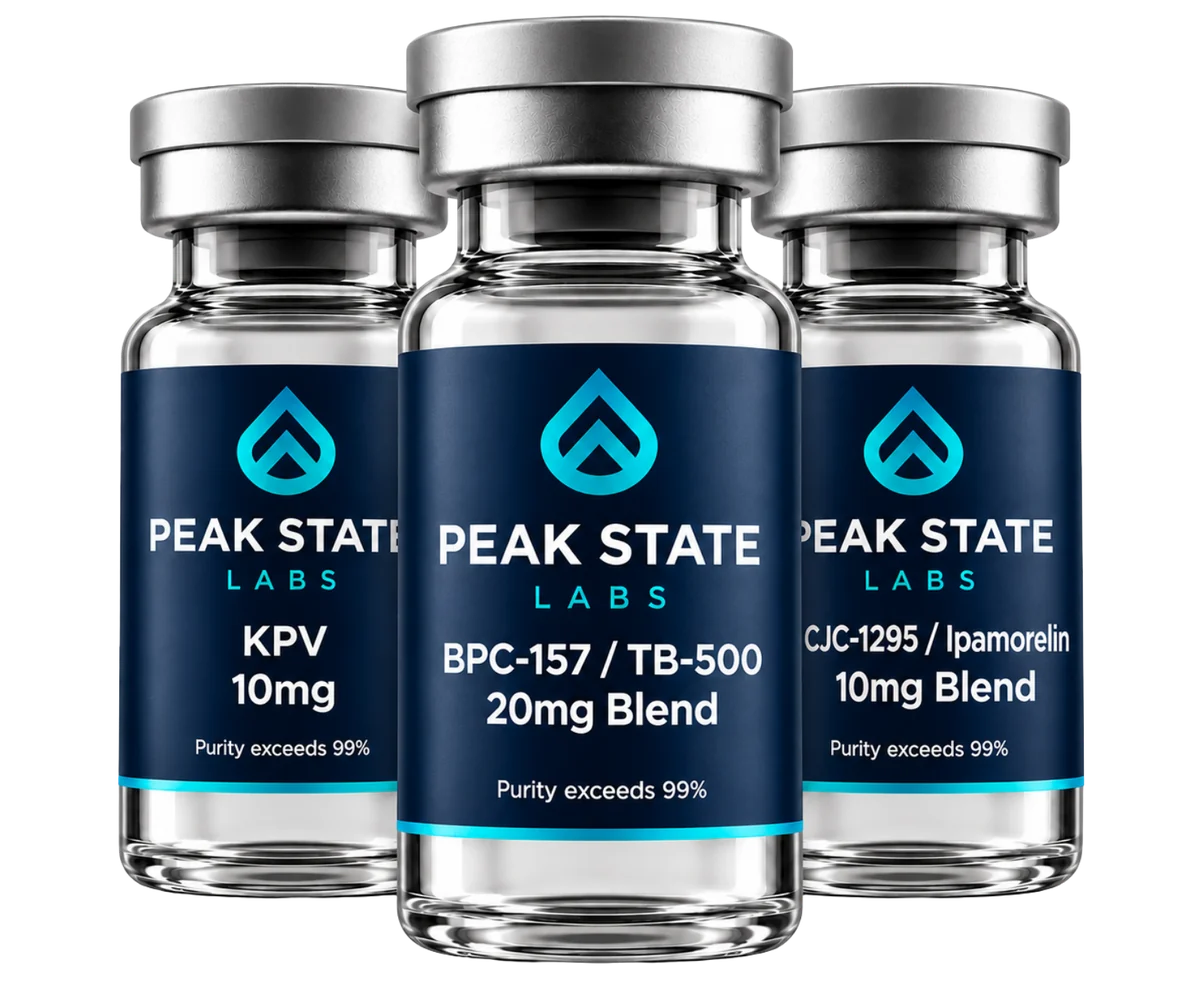 PEAK STATE
LABS
KPV
10mg
Purity exceeds 99%
PEAK STATE
LABS
BPC-157 / TB-500
20mg Blend
Purity exceeds 99%
PEAK STATE
LABS
CJC-1295 / Ipamorelin
10mg Blend
Purity exceeds 99%